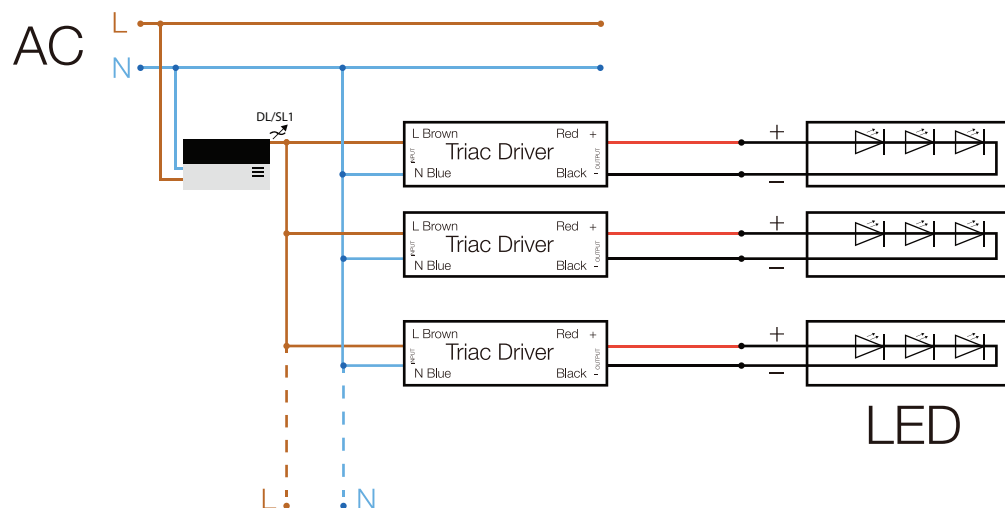 AC
L
N
DL/SL1
L Brown Red +
INPUT Triac Driver OUTPUT
N Blue Black -
+
−
L Brown Red +
INPUT Triac Driver OUTPUT
N Blue Black -
+
−
L Brown Red +
INPUT Triac Driver OUTPUT
N Blue Black -
+
−
LED
L N